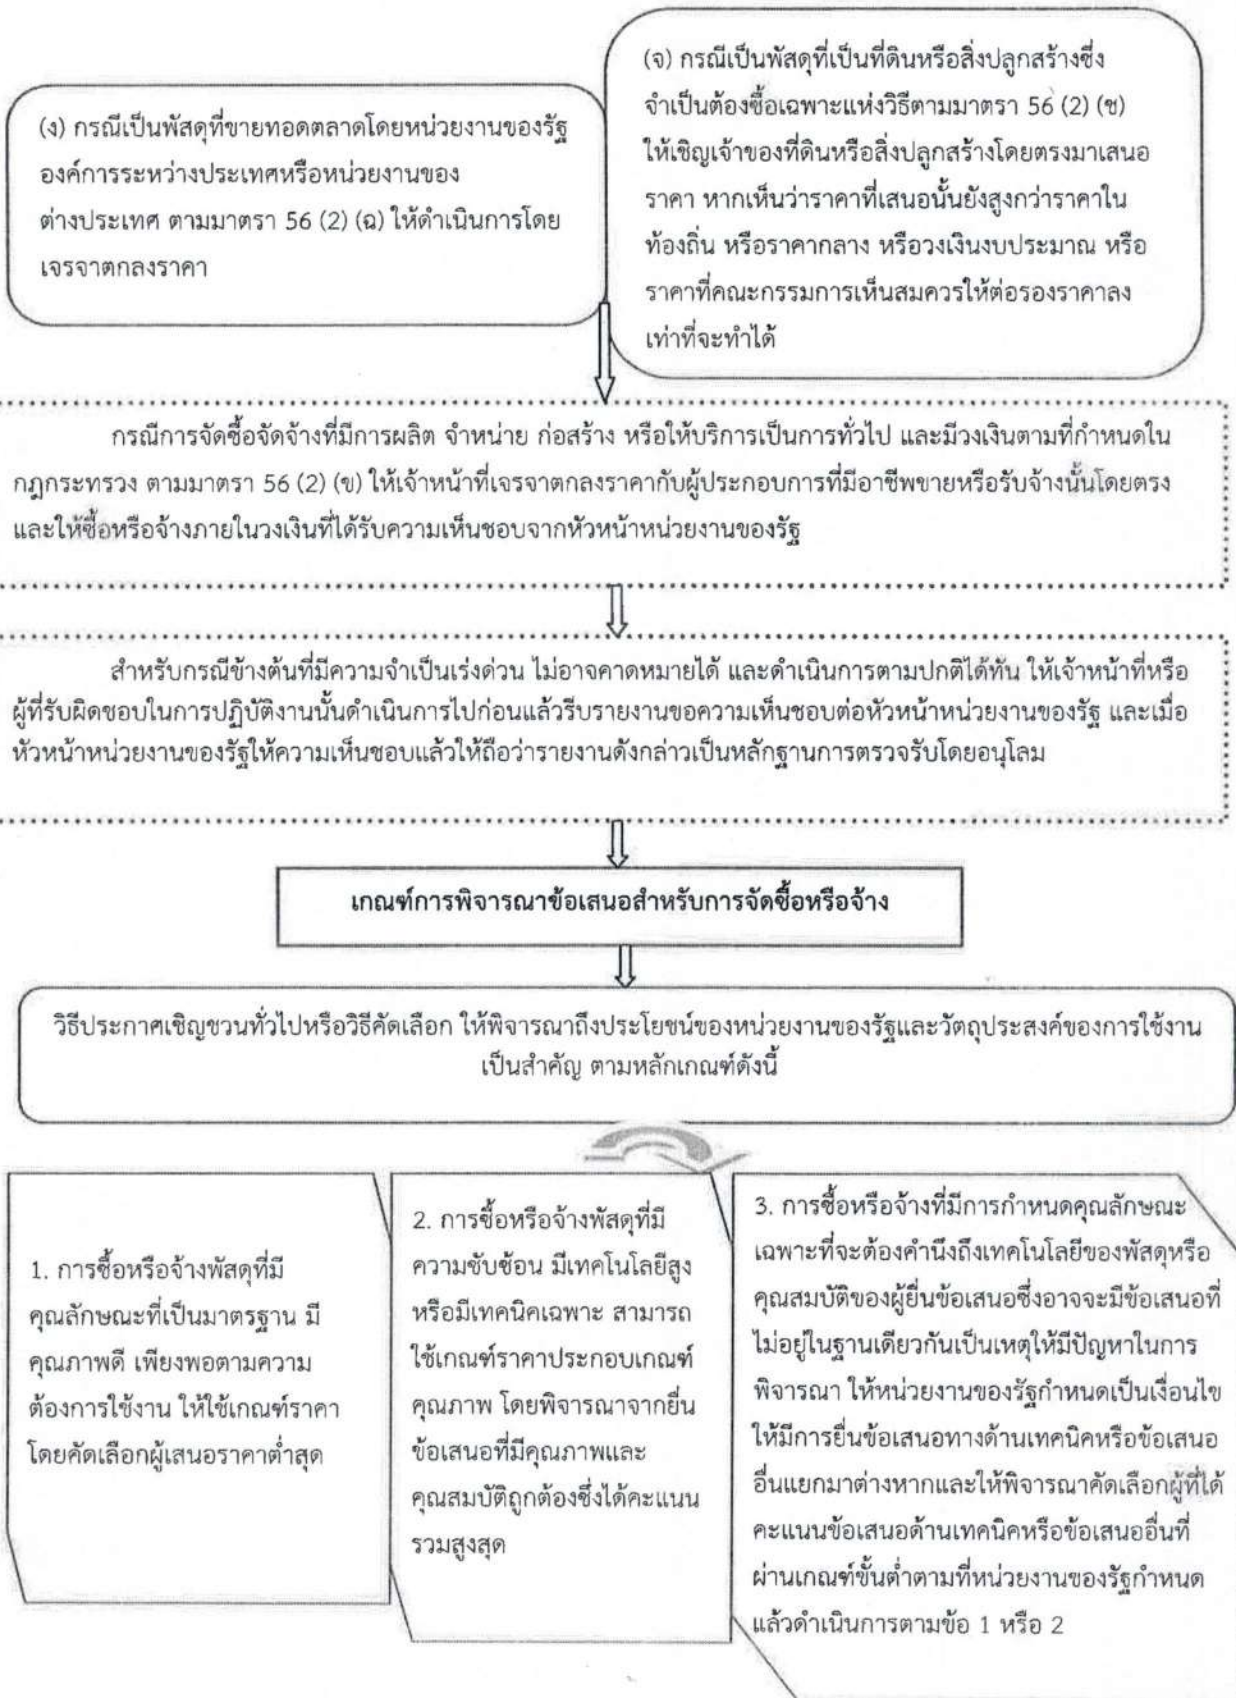 (ง) กรณีเป็นพัสดุที่ขายทอดตลาดโดยหน่วยงานของรัฐ
องค์การระหว่างประเทศหรือหน่วยงานของ
ต่างประเทศ ตามมาตรา 56 (2) (ฉ) ให้ดำเนินการโดย
เจรจาตกลงราคา
(จ) กรณีเป็นพัสดุที่เป็นที่ดินหรือสิ่งปลูกสร้างซึ่ง
จำเป็นต้องซื้อเฉพาะแห่งวิธีตามมาตรา 56 (2) (ช)
ให้เชิญเจ้าของที่ดินหรือสิ่งปลูกสร้างโดยตรงมาเสนอ
ราคา หากเห็นว่าราคาที่เสนอนั้นยังสูงกว่าราคาใน
ท้องถิ่น หรือราคากลาง หรือวงเงินงบประมาณ หรือ
ราคาที่คณะกรรมการเห็นสมควรให้ต่อรองราคาลง
เท่าที่จะทำได้
กรณีการจัดซื้อจัดจ้างที่มีการผลิต จำหน่าย ก่อสร้าง หรือให้บริการเป็นการทั่วไป และมีวงเงินตามที่กำหนดใน
กฎกระทรวง ตามมาตรา 56 (2) (ข) ให้เจ้าหน้าที่เจรจาตกลงราคากับผู้ประกอบการที่มีอาชีพขายหรือรับจ้างนั้นโดยตรง
และให้ซื้อหรือจ้างภายในวงเงินที่ได้รับความเห็นชอบจากหัวหน้าหน่วยงานของรัฐ
สำหรับกรณีข้างต้นที่มีความจำเป็นเร่งด่วน ไม่อาจคาดหมายได้ และดำเนินการตามปกติได้ทัน ให้เจ้าหน้าที่หรือ
ผู้ที่รับผิดชอบในการปฏิบัติงานนั้นดำเนินการไปก่อนแล้วรีบรายงานขอความเห็นชอบต่อหัวหน้าหน่วยงานของรัฐ และเมื่อ
หัวหน้าหน่วยงานของรัฐให้ความเห็นชอบแล้วให้ถือว่ารายงานดังกล่าวเป็นหลักฐานการตรวจรับโดยอนุโลม
เกณฑ์การพิจารณาข้อเสนอสำหรับการจัดซื้อหรือจ้าง
วิธีประกาศเชิญชวนทั่วไปหรือวิธีคัดเลือก ให้พิจารณาถึงประโยชน์ของหน่วยงานของรัฐและวัตถุประสงค์ของการใช้งาน
เป็นสำคัญ ตามหลักเกณฑ์ดังนี้
1. การซื้อหรือจ้างพัสดุที่มี
คุณลักษณะที่เป็นมาตรฐาน มี
คุณภาพดี เพียงพอตามความ
ต้องการใช้งาน ให้ใช้เกณฑ์ราคา
โดยคัดเลือกผู้เสนอราคาต่ำสุด
2. การซื้อหรือจ้างพัสดุที่มี
ความซับซ้อน มีเทคโนโลยีสูง
หรือมีเทคนิคเฉพาะ สามารถ
ใช้เกณฑ์ราคาประกอบเกณฑ์
คุณภาพ โดยพิจารณาจากยื่น
ข้อเสนอที่มีคุณภาพและ
คุณสมบัติถูกต้องซึ่งได้คะแนน
รวมสูงสุด
3. การซื้อหรือจ้างที่มีการกำหนดคุณลักษณะ
เฉพาะที่จะต้องคำนึงถึงเทคโนโลยีของพัสดุหรือ
คุณสมบัติของผู้ยื่นข้อเสนอซึ่งอาจจะมีข้อเสนอที่
ไม่อยู่ในฐานเดียวกันเป็นเหตุให้มีปัญหาในการ
พิจารณา ให้หน่วยงานของรัฐกำหนดเป็นเงื่อนไข
ให้มีการยื่นข้อเสนอทางด้านเทคนิคหรือข้อเสนอ
อื่นแยกมาต่างหากและให้พิจารณาคัดเลือกผู้ที่ได้
คะแนนข้อเสนอด้านเทคนิคหรือข้อเสนออื่นที่
ผ่านเกณฑ์ขั้นต่ำตามที่หน่วยงานของรัฐกำหนด
แล้วดำเนินการตามข้อ 1 หรือ 2